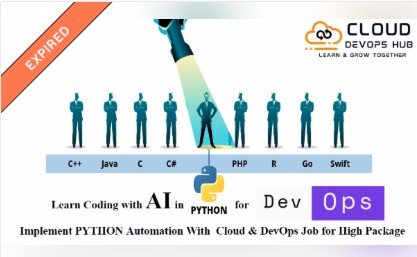 EXPIRED
CLOUD
DEVOPS HUB
LEARN & GROW TOGETHER
C++ Java C C# PHP R Go Swift
PYTHON
Learn Coding with AI in for Dev Ops
Implement PYTHON Automation With Cloud & DevOps Job for High Package